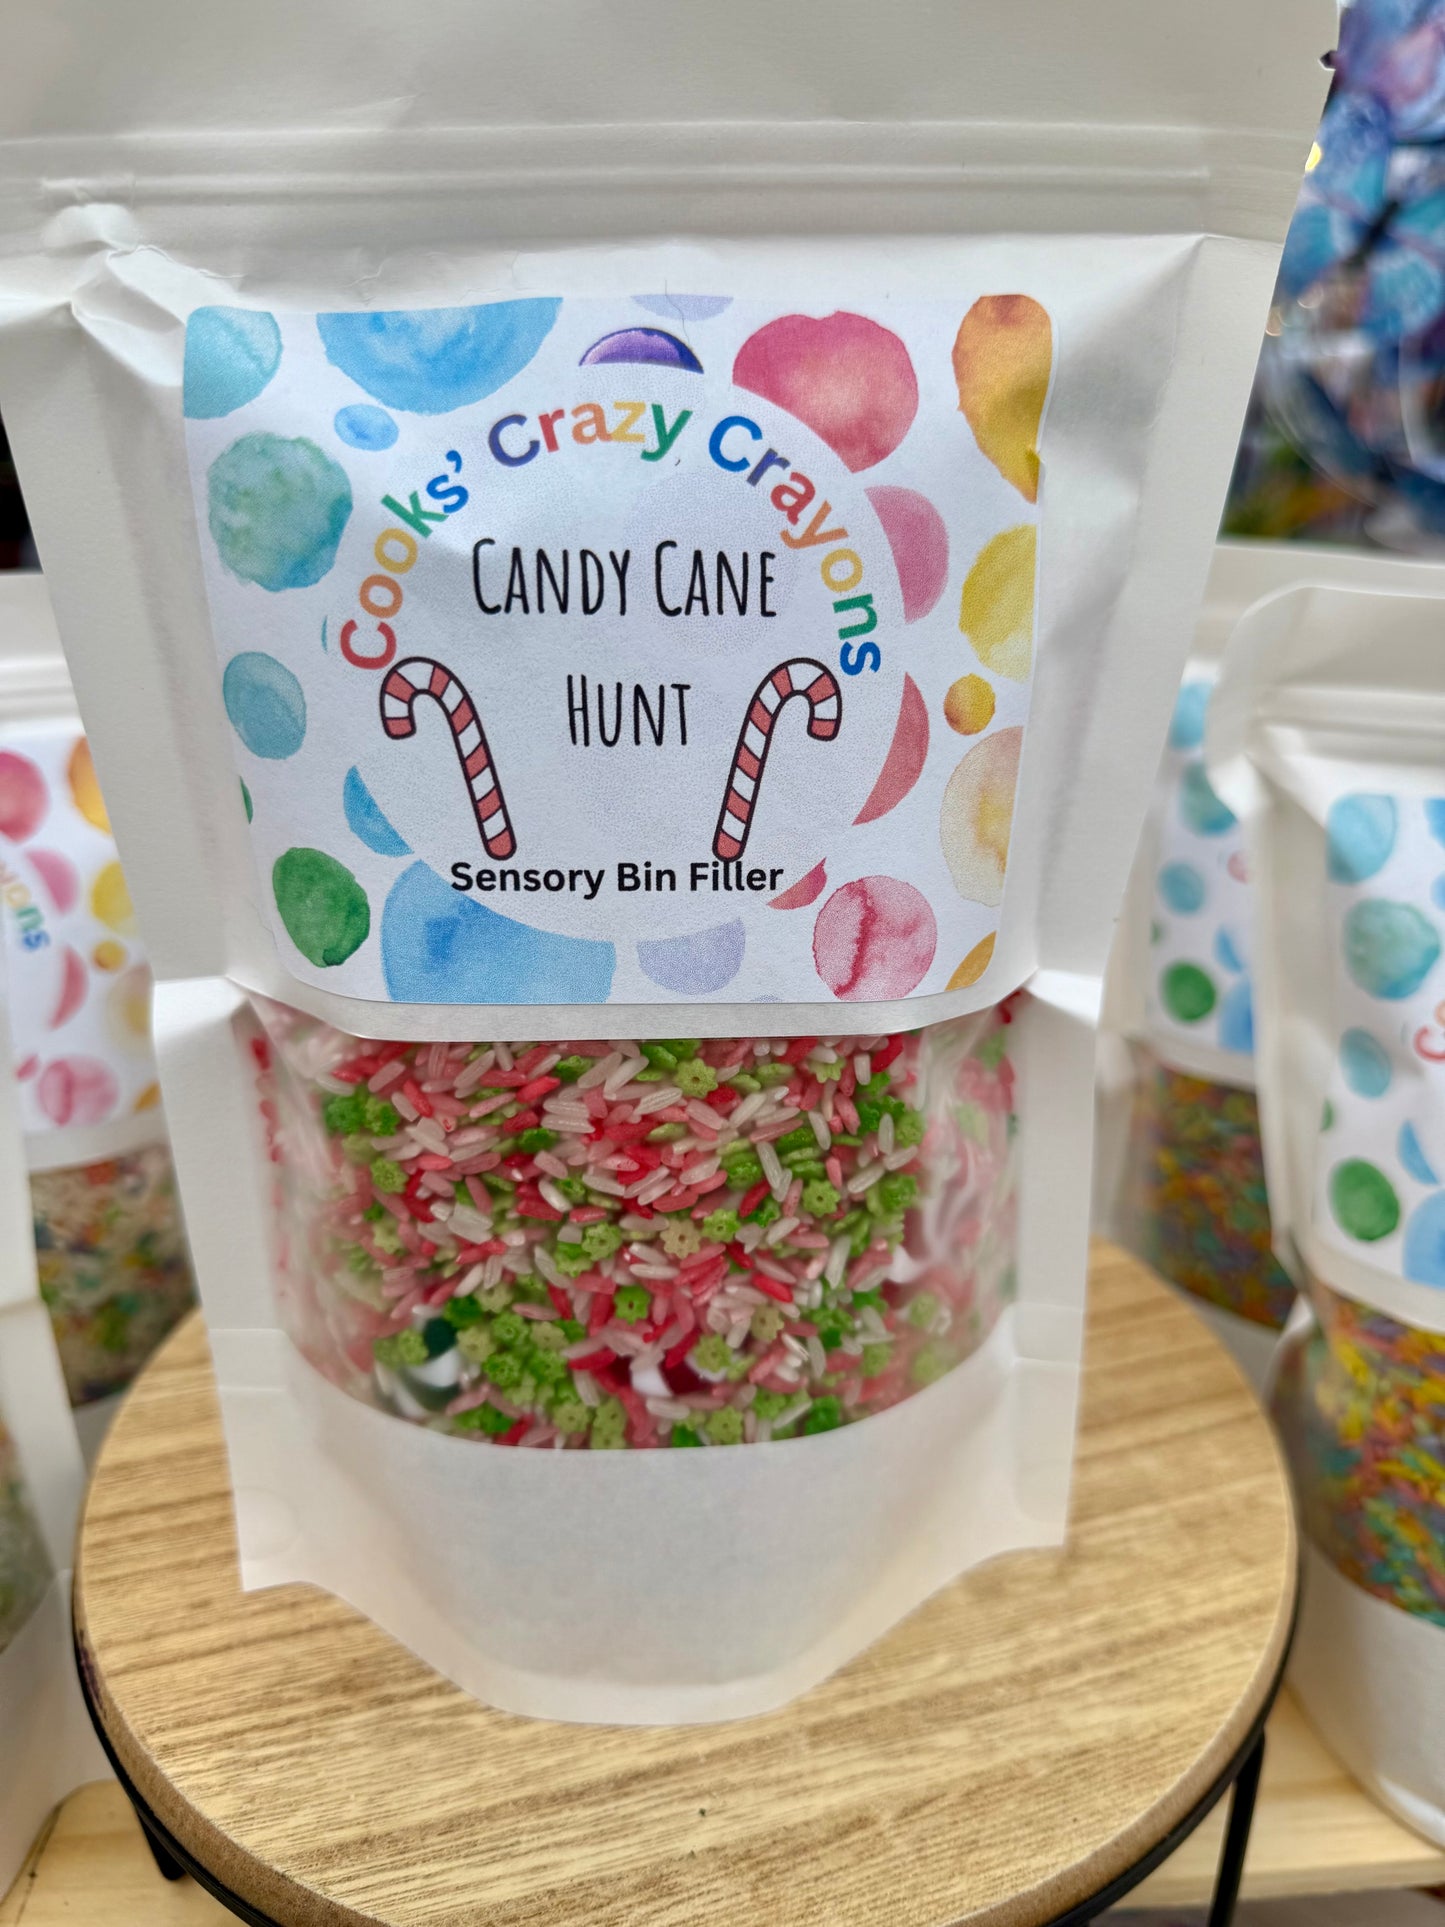 Cooks' Crazy Crayons
CANDY CANE
HUNT
Sensory Bin Filler